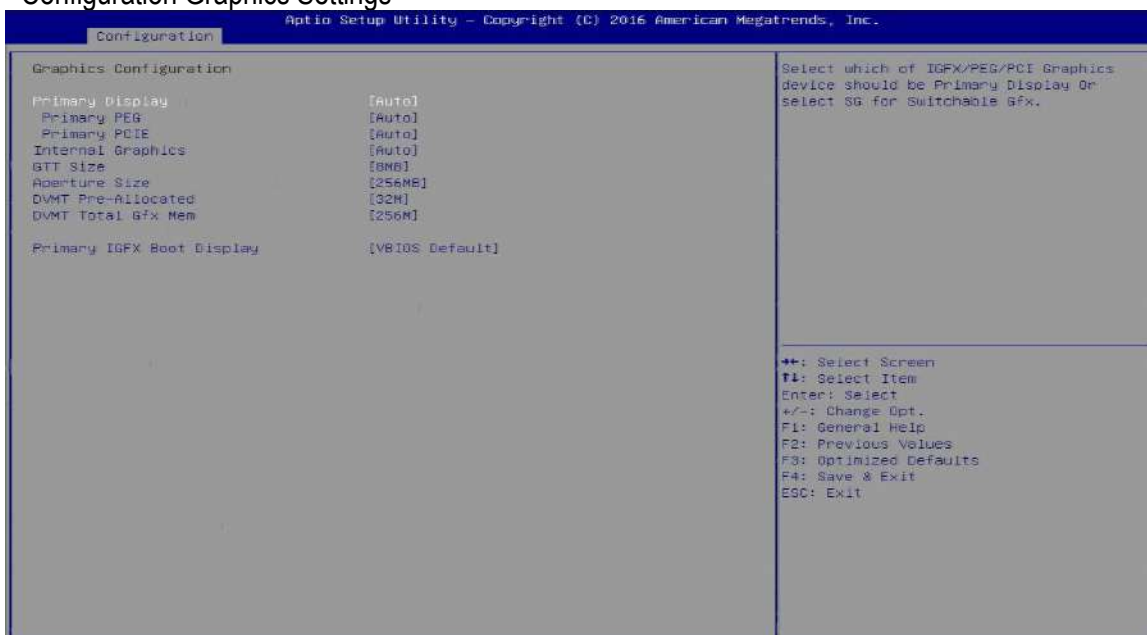 Configuration Graphics Settings
Aptio Setup Utility – Copyright (C) 2016 American Megatrends, Inc.
Configuration
Graphics Configuration
Primary Display [Auto]
Primary PEG [Auto]
Primary PCIE [Auto]
Internal Graphics [Auto]
GTT Size [8MB]
Aperture Size [256MB]
DVMT Pre-Allocated [32M]
DVMT Total Gfx Mem [256M]
Primary IGFX Boot Display [VBIOS Default]
Select which of IGFX/PEG/PCI Graphics
device should be Primary Display Or
select SG for Switchable Gfx.
→←: Select Screen
↑↓: Select Item
Enter: Select
+/-: Change Opt.
F1: General Help
F2: Previous Values
F3: Optimized Defaults
F4: Save & Exit
ESC: Exit